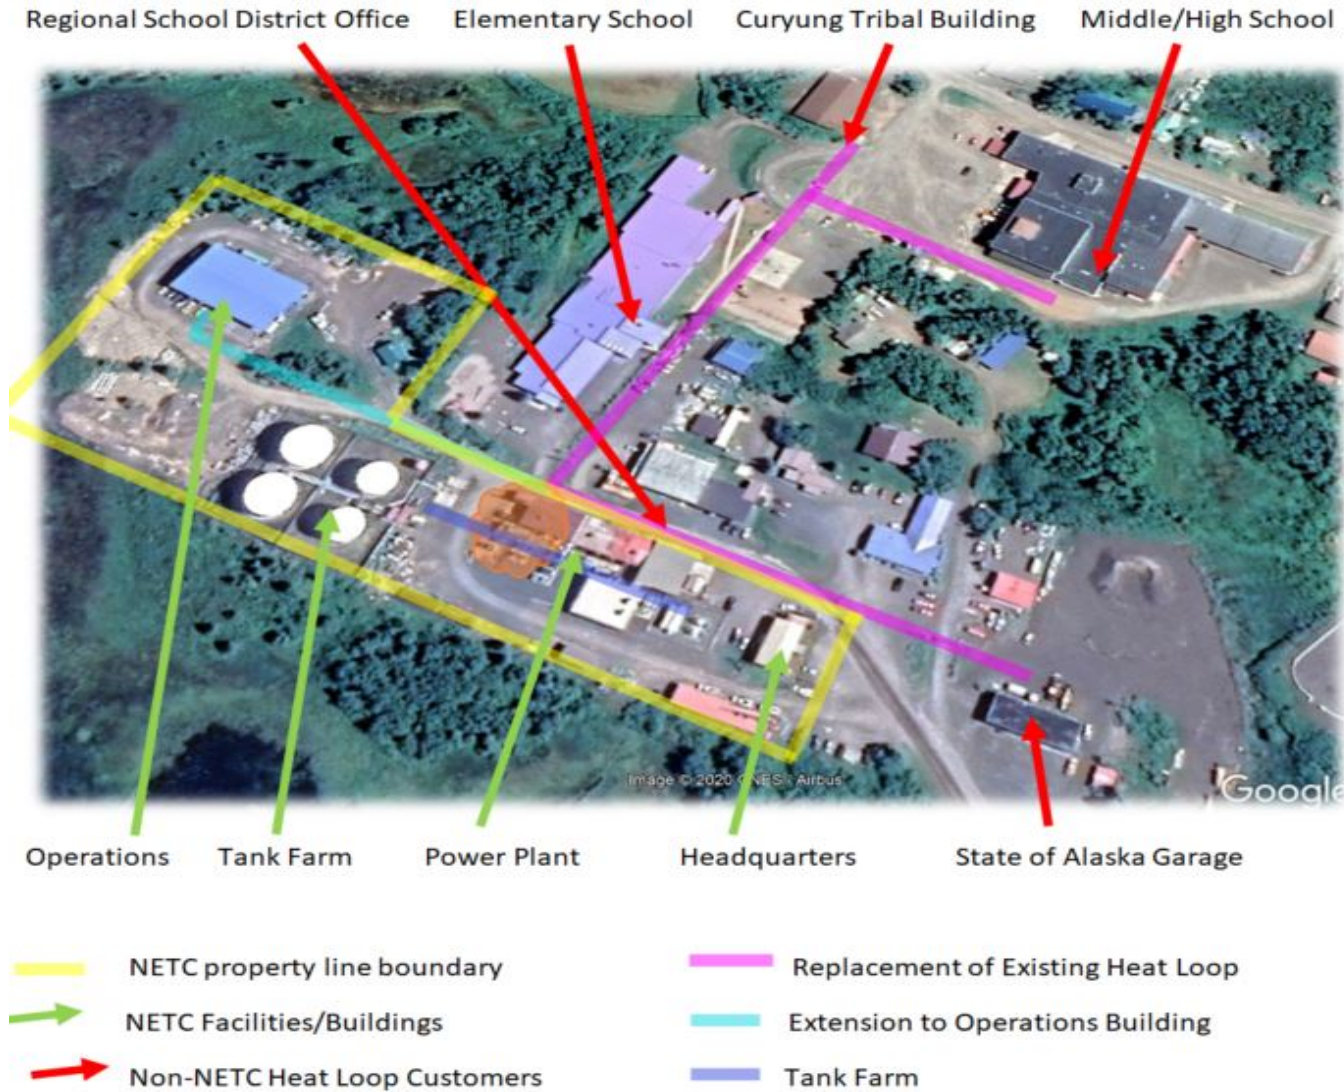 Regional School District Office Elementary School Curyung Tribal Building Middle/High School
Image © 2020 CNES / Airbus
Google
Operations Tank Farm Power Plant Headquarters State of Alaska Garage
NETC property line boundary
Replacement of Existing Heat Loop
NETC Facilities/Buildings
Extension to Operations Building
Non-NETC Heat Loop Customers
Tank Farm